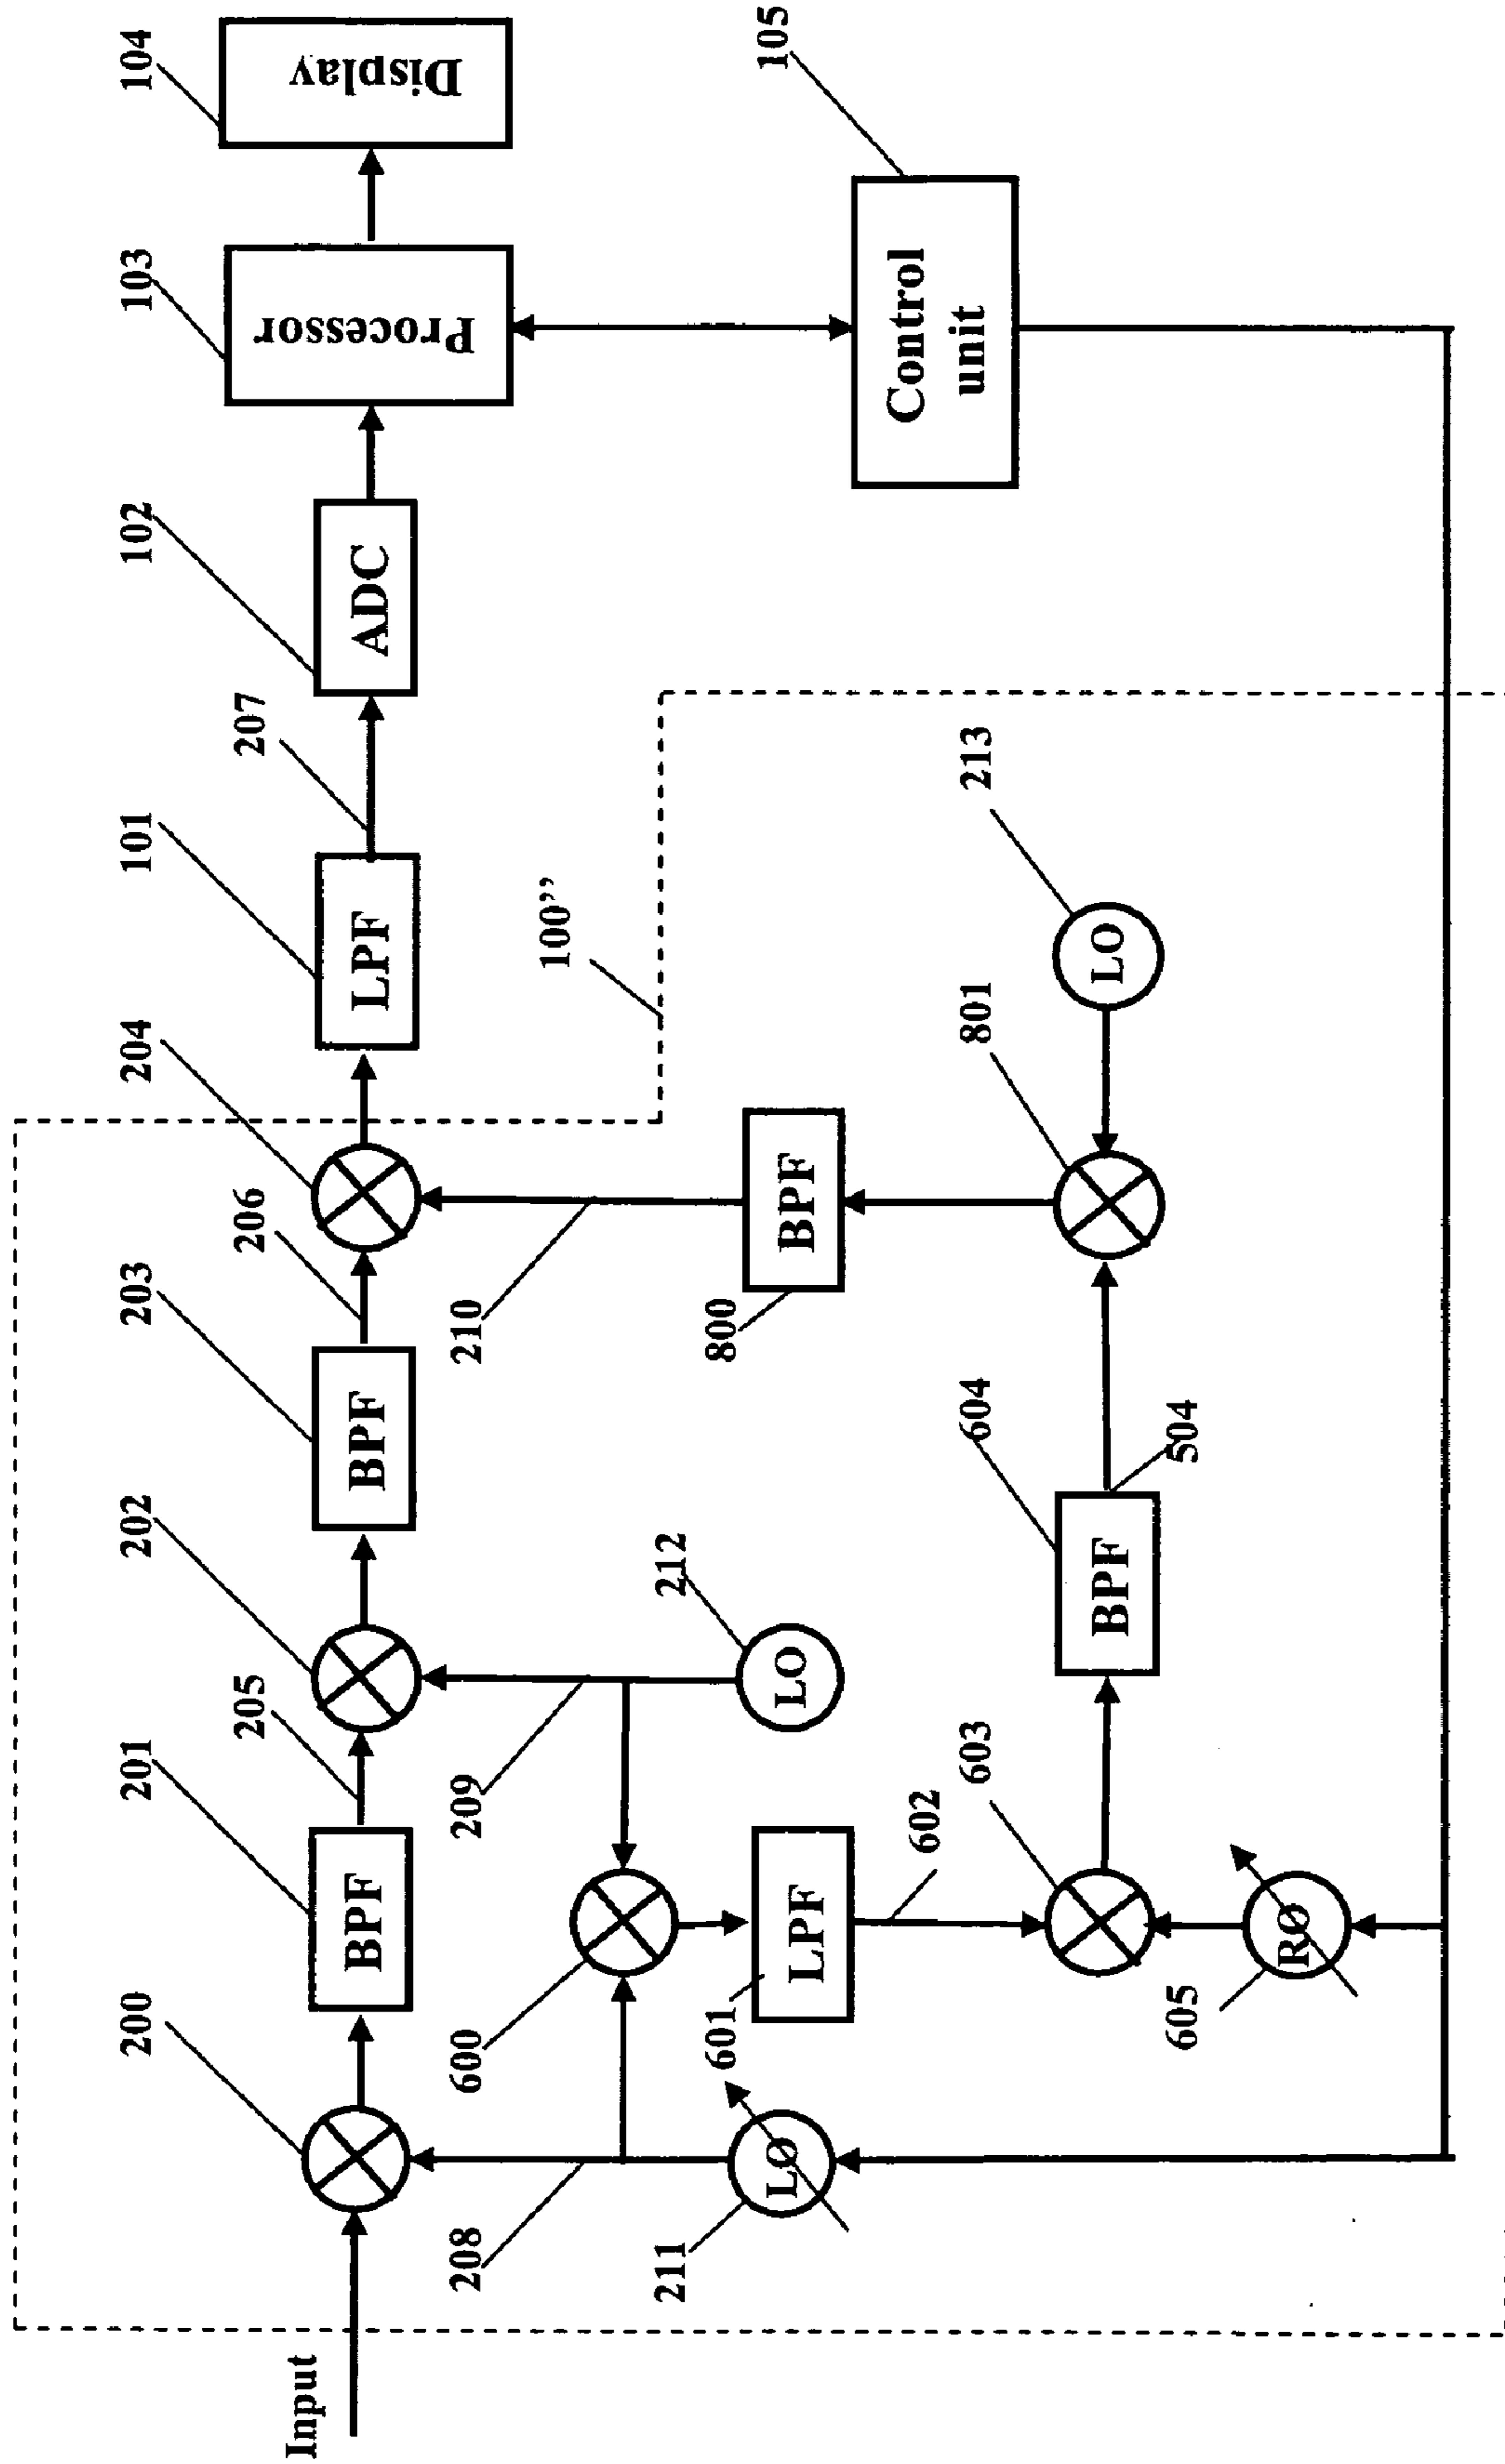 200
201
205
202
203
206
204
101
207
102
103
104
Input
BPF
BPF
LPF
ADC
Processor
Display
208
600
209
210
100’’
211
LO
601
LPF
212
LO
800
BPF
602
105
Control
unit
603
604
801
213
LO
BPF
605
RO
504